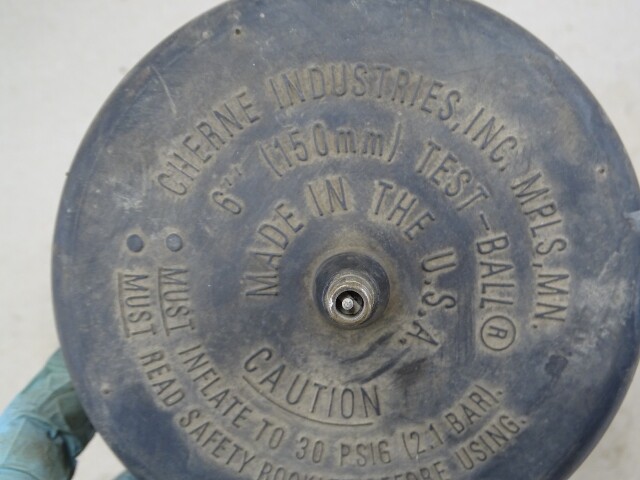 CHERNE INDUSTRIES, INC. MPLS, MN.
6" (150mm) TEST-BALL ®
MADE IN THE U.S.A.
CAUTION
• MUST INFLATE TO 30 PSIG (2.1 BAR).
• MUST READ SAFETY BOOKLET BEFORE USING.